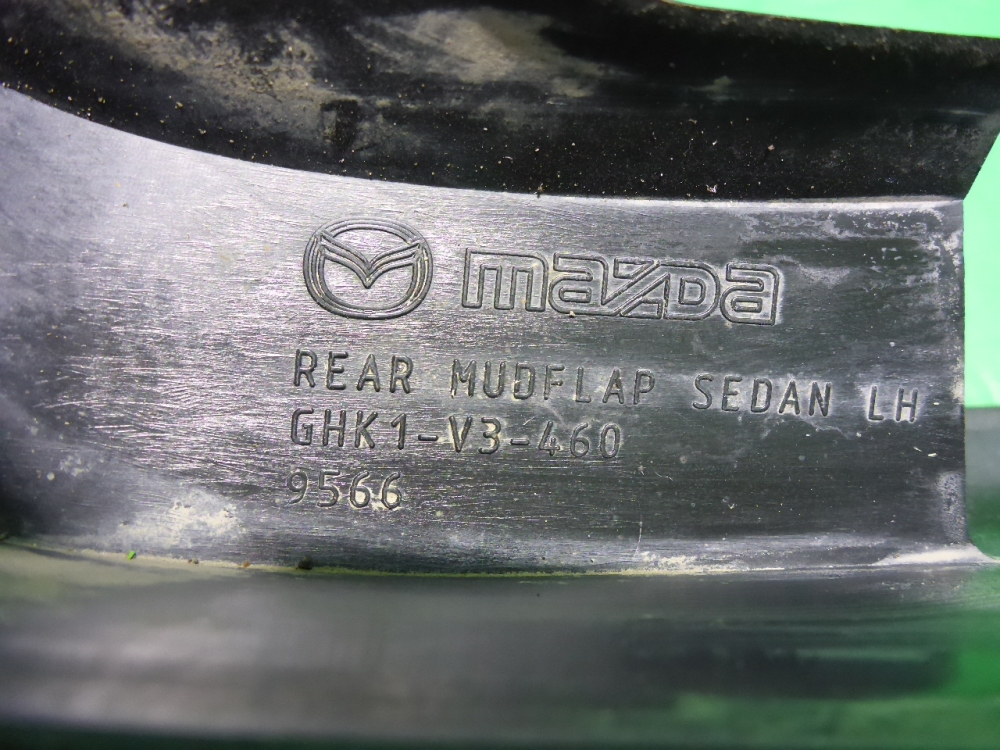 mazda
REAR MUDFLAP SEDAN LH
GHK1-V3-460
9566